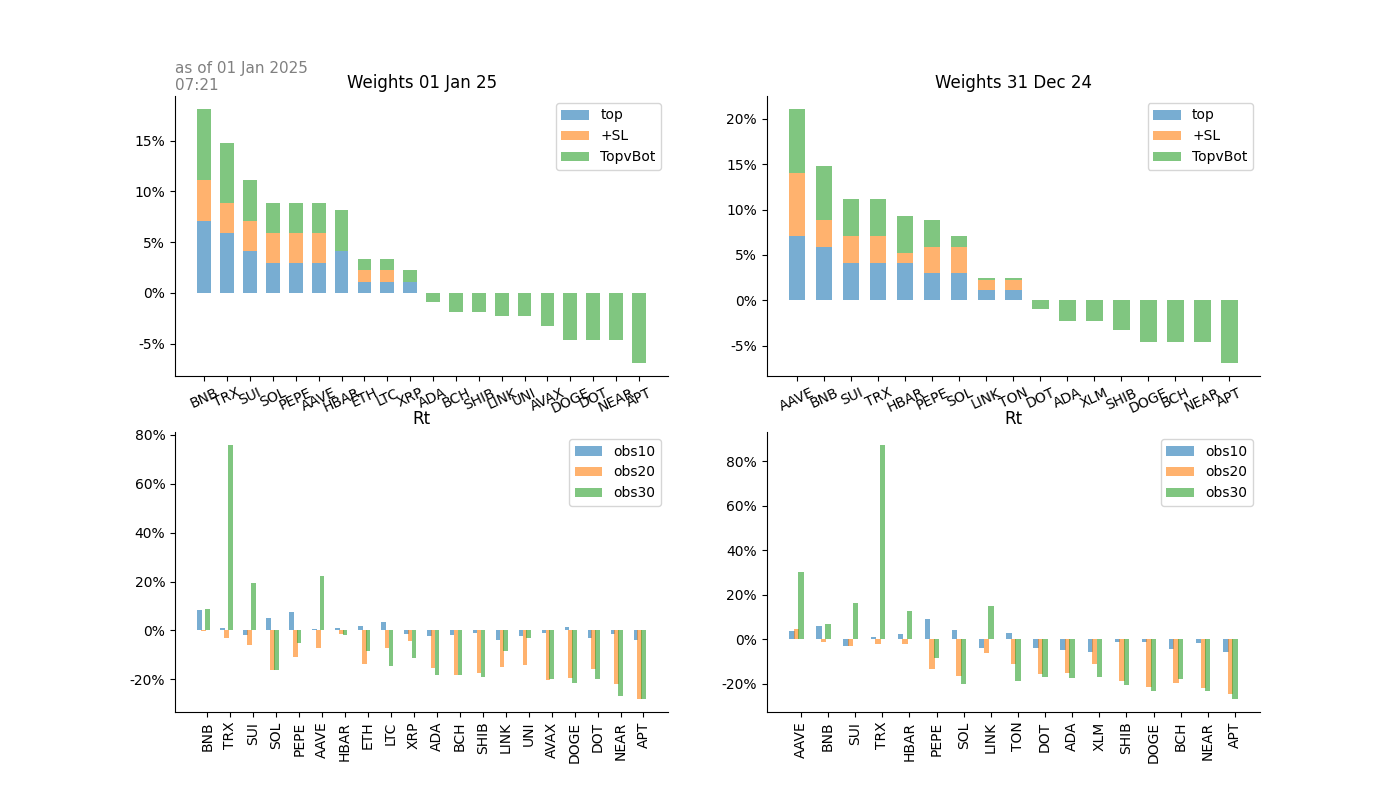 as of 01 Jan 2025
07:21
Weights 01 Jan 25
Weights 31 Dec 24
top
+SL
TopvBot
15%
10%
5%
0%
-5%
BNB TRX SUI SOL PEPE AAVE HBAR ETH LTC XRP ADA BCH SHIB LINK UNI AVAX DOGE DOT NEAR APT
top
+SL
TopvBot
20%
15%
10%
5%
0%
-5%
AAVE BNB SUI TRX HBAR PEPE SOL LINK TON DOT ADA XLM SHIB DOGE BCH NEAR APT
Rt
obs10
obs20
obs30
80%
60%
40%
20%
0%
-20%
BNB TRX SUI SOL PEPE AAVE HBAR ETH LTC XRP ADA BCH SHIB LINK UNI AVAX DOGE DOT NEAR APT
Rt
obs10
obs20
obs30
80%
60%
40%
20%
0%
-20%
AAVE BNB SUI TRX HBAR PEPE SOL LINK TON DOT ADA XLM SHIB DOGE BCH NEAR APT